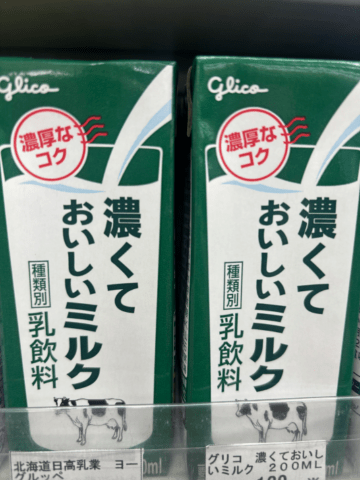 Glico
濃厚な
コク
濃くて
おいしいミルク
種類別
乳飲料
Glico
濃厚な
コク
濃くて
おいしいミルク
種類別
乳飲料
北海道日高乳業 ヨー
グルッペ
グリコ 濃くておいし
いミルク 200ML